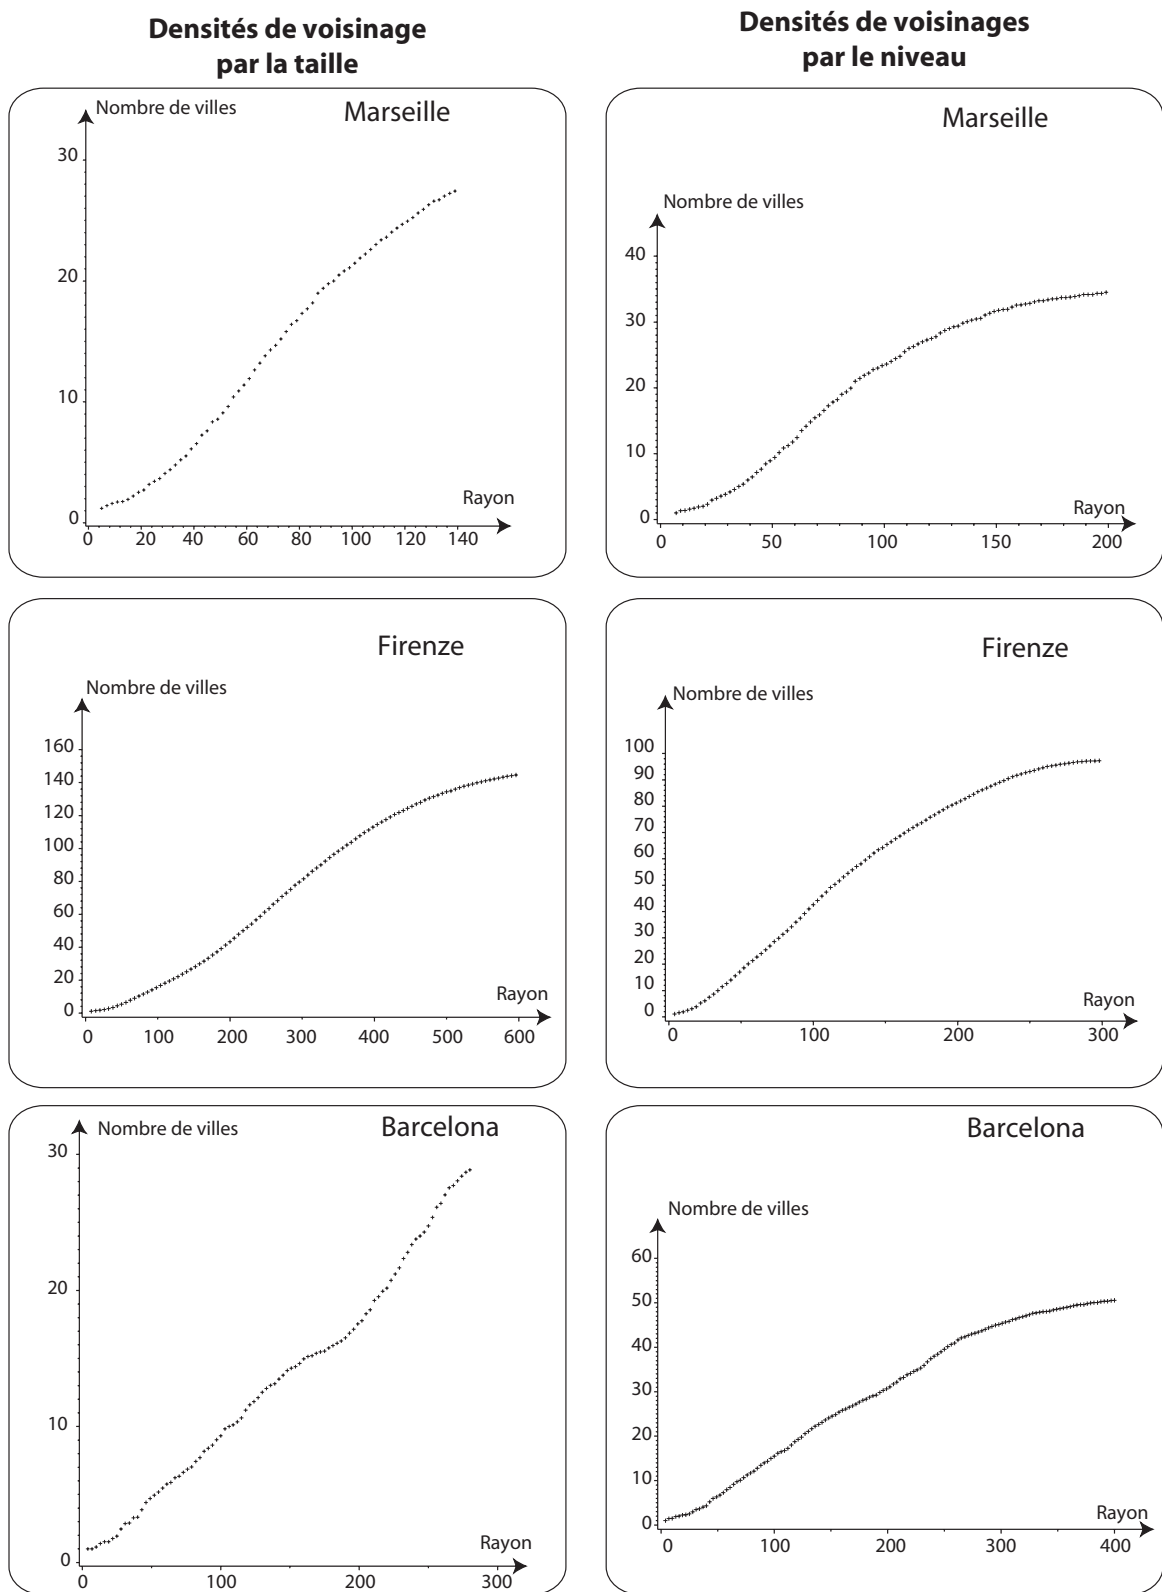 Densités de voisinage
par la taille
Densités de voisinages
par le niveau
Nombre de villes
Marseille
30
20
10
0
Rayon
0 20 40 60 80 100 120 140
Marseille
Nombre de villes
40
30
20
10
0
Rayon
0 50 100 150 200
Firenze
Nombre de villes
160
140
120
100
80
60
40
20
0
Rayon
0 100 200 300 400 500 600
Firenze
Nombre de villes
100
90
80
70
60
50
40
30
20
10
0
Rayon
0 100 200 300
Nombre de villes
Barcelona
30
20
10
0
Rayon
0 100 200 300
Barcelona
Nombre de villes
60
50
40
30
20
10
0
Rayon
0 100 200 300 400